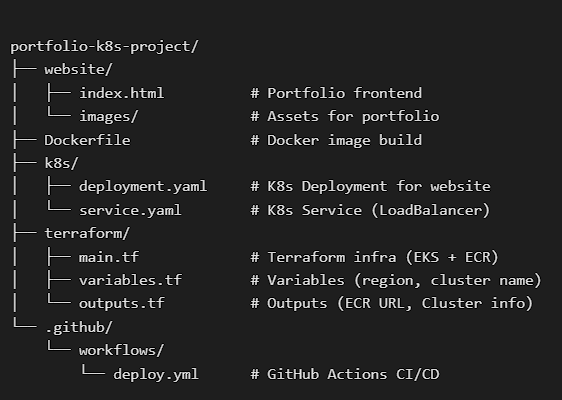 portfolio-k8s-project/
├── website/
│   ├── index.html          # Portfolio frontend
│   └── images/             # Assets for portfolio
├── Dockerfile              # Docker image build
├── k8s/
│   ├── deployment.yaml     # K8s Deployment for website
│   └── service.yaml        # K8s Service (LoadBalancer)
├── terraform/
│   ├── main.tf             # Terraform infra (EKS + ECR)
│   ├── variables.tf        # Variables (region, cluster name)
│   └── outputs.tf          # Outputs (ECR URL, Cluster info)
└── .github/
    └── workflows/
        └── deploy.yml      # GitHub Actions CI/CD